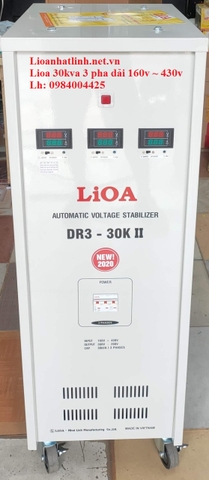 Lioanhatlinh.net.vn
Lioa 30kva 3 pha dải 160v ~ 430v
Lh: 0984004425
LiOA
AUTOMATIC VOLTAGE STABILIZER
DR3 - 30K II
NEW!
2020
POWER
MADE IN VIETNAM